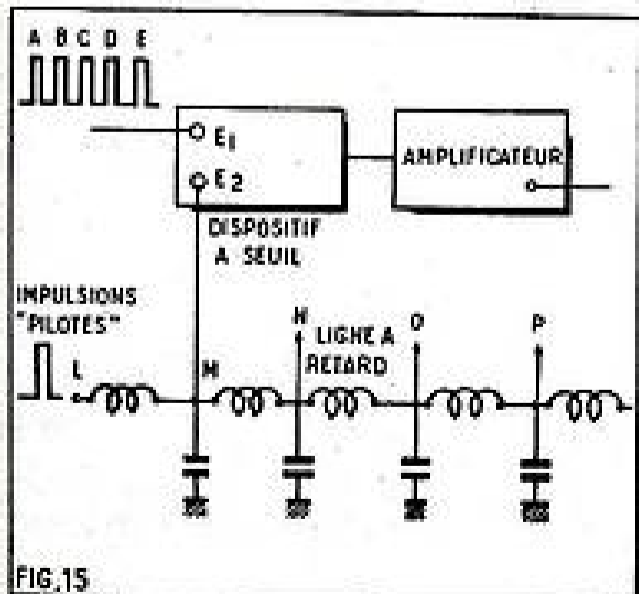 A B C D E
E1
E2
AMPLIFICATEUR
DISPOSITIF
A SEUIL
IMPULSIONS
"PILOTES"
L
M
N
LIGNE A
RETARD
O
P
FIG.15